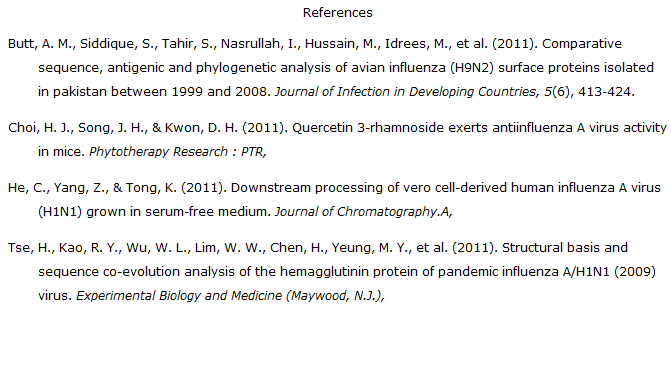 References
Butt, A. M., Siddique, S., Tahir, S., Nasrullah, I., Hussain, M., Idrees, M., et al. (2011). Comparative
sequence, antigenic and phylogenetic analysis of avian influenza (H9N2) surface proteins isolated
in pakistan between 1999 and 2008. Journal of Infection in Developing Countries, 5(6), 413-424.
Choi, H. J., Song, J. H., & Kwon, D. H. (2011). Quercetin 3-rhamnoside exerts antiinfluenza A virus activity
in mice. Phytotherapy Research : PTR,
He, C., Yang, Z., & Tong, K. (2011). Downstream processing of vero cell-derived human influenza A virus
(H1N1) grown in serum-free medium. Journal of Chromatography.A,
Tse, H., Kao, R. Y., Wu, W. L., Lim, W. W., Chen, H., Yeung, M. Y., et al. (2011). Structural basis and
sequence co-evolution analysis of the hemagglutinin protein of pandemic influenza A/H1N1 (2009)
virus. Experimental Biology and Medicine (Maywood, N.J.),